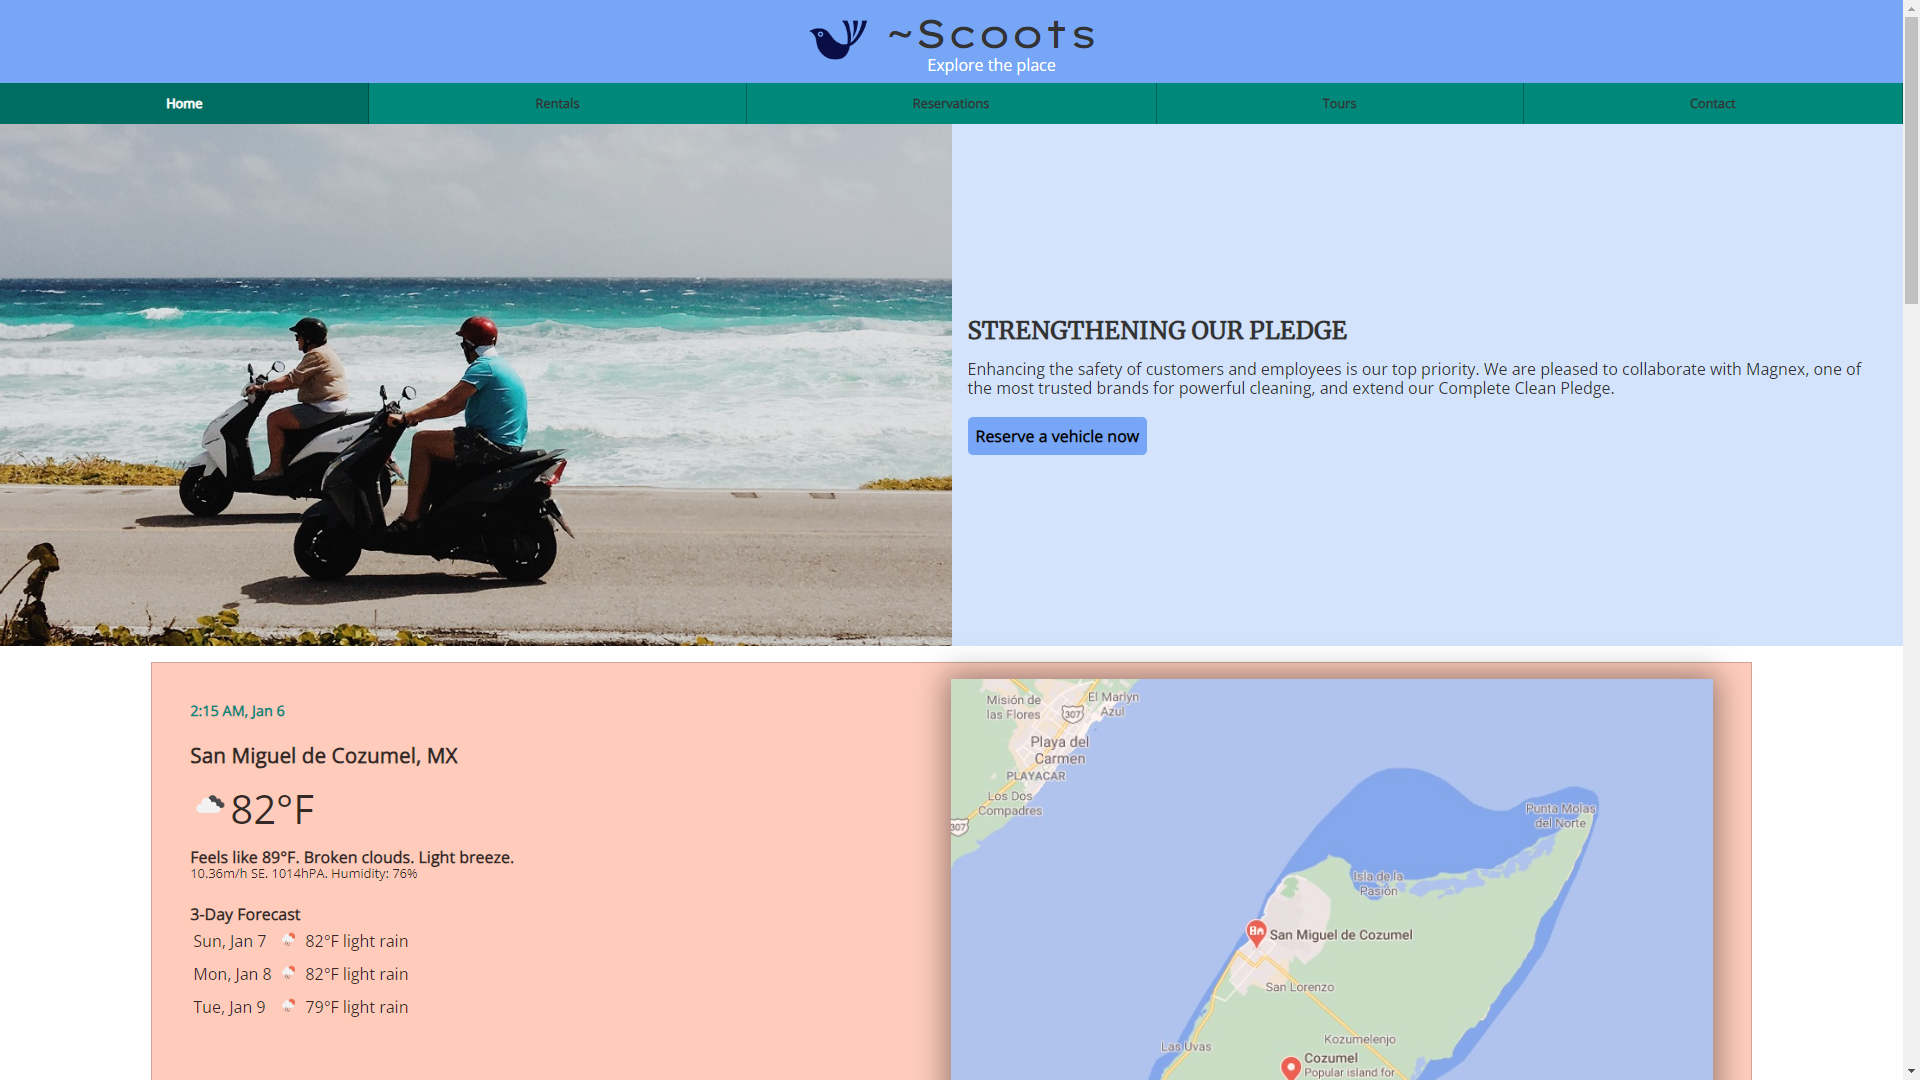 ~Scoots
Explore the place
Home
Rentals
Reservations
Tours
Contact
STRENGTHENING OUR PLEDGE
Enhancing the safety of customers and employees is our top priority. We are pleased to collaborate with Magnex, one of
the most trusted brands for powerful cleaning, and extend our Complete Clean Pledge.
Reserve a vehicle now
2:15 AM, Jan 6
San Miguel de Cozumel, MX
82°F
Feels like 89°F. Broken clouds. Light breeze.
10.36m/h SE. 1014hPA. Humidity: 76%
3-Day Forecast
Sun, Jan 7 82°F light rain
Mon, Jan 8 82°F light rain
Tue, Jan 9 79°F light rain
Misión de
las Flores
El Marlyn
Azul
307
Playa del
Carmen
PLAYACAR
Los Dos
Compadres
307
Punta Molas
del Norte
Isla de la
Pasión
San Miguel de Cozumel
San Lorenzo
Kozumelenjo
Las Uvas
Cozumel
Popular island for